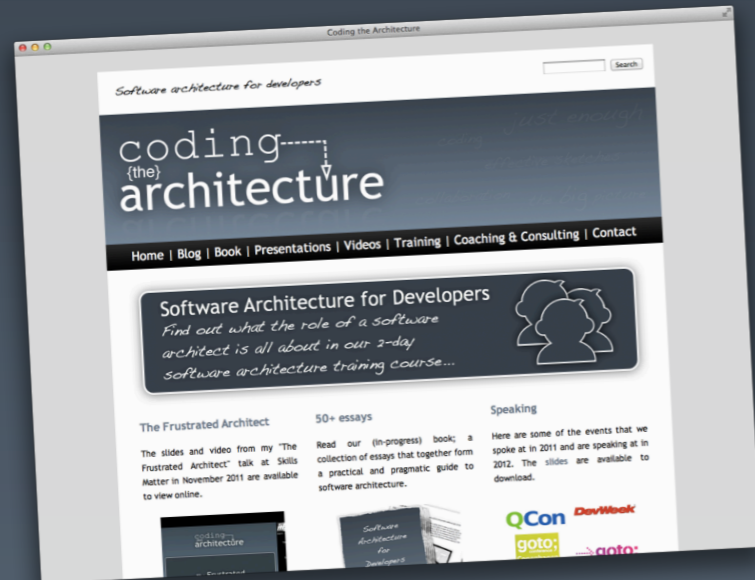 Coding the Architecture
Software architecture for developers
Search
just enough
coding
{the}
architecture
Home | Blog | Book | Presentations | Videos | Training | Coaching & Consulting | Contact
Software Architecture for Developers
Find out what the role of a software
architect is all about in our 2-day
software architecture training course...
The Frustrated Architect
The slides and video from my "The
Frustrated Architect" talk at Skills
Matter in November 2011 are available
to view online.
50+ essays
Read our (in-progress) book; a
collection of essays that together form
a practical and pragmatic guide to
software architecture.
Speaking
Here are some of the events that we
spoke at in 2011 and are speaking at in
2012. The slides are available to
download.
coding
architecture
Frustrated
Software
Architecture
for
Developers
QCon DevWeek
goto;
goto;